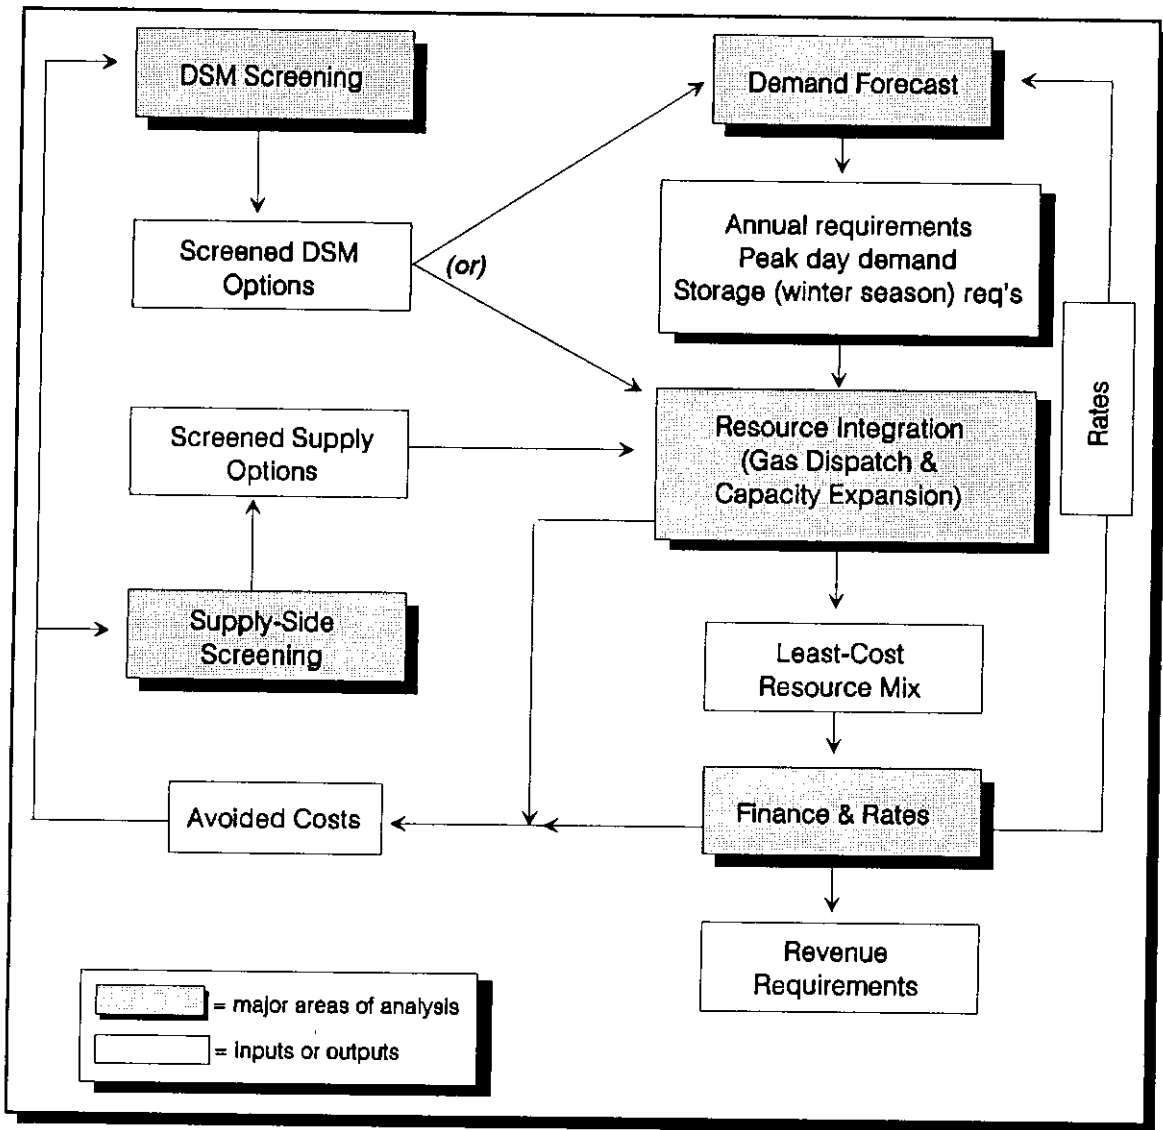 DSM Screening
Demand Forecast
Screened DSM
Options
(or)
Annual requirements
Peak day demand
Storage (winter season) req's
Rates
Screened Supply
Options
Resource Integration
(Gas Dispatch &
Capacity Expansion)
Supply-Side
Screening
Least-Cost
Resource Mix
Avoided Costs
Finance & Rates
Revenue
Requirements
= major areas of analysis
= inputs or outputs